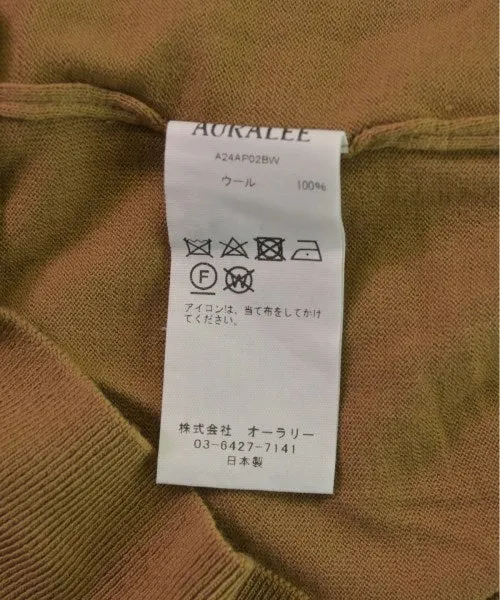 AURALEE
A24AP02BW
ウール 100%
F W
アイロンは、当て布をしてかけ
てください。
株式会社 オーラリー
03-6427-7141
日本製